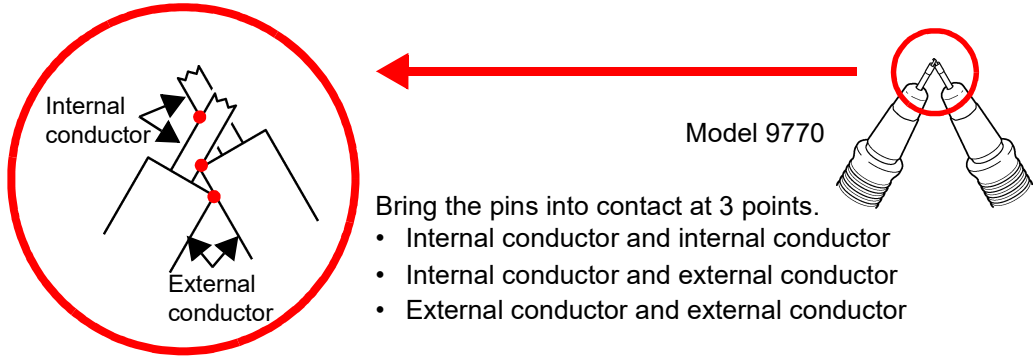 Internal
conductor
External
conductor
Model 9770
Bring the pins into contact at 3 points.
• Internal conductor and internal conductor
• Internal conductor and external conductor
• External conductor and external conductor